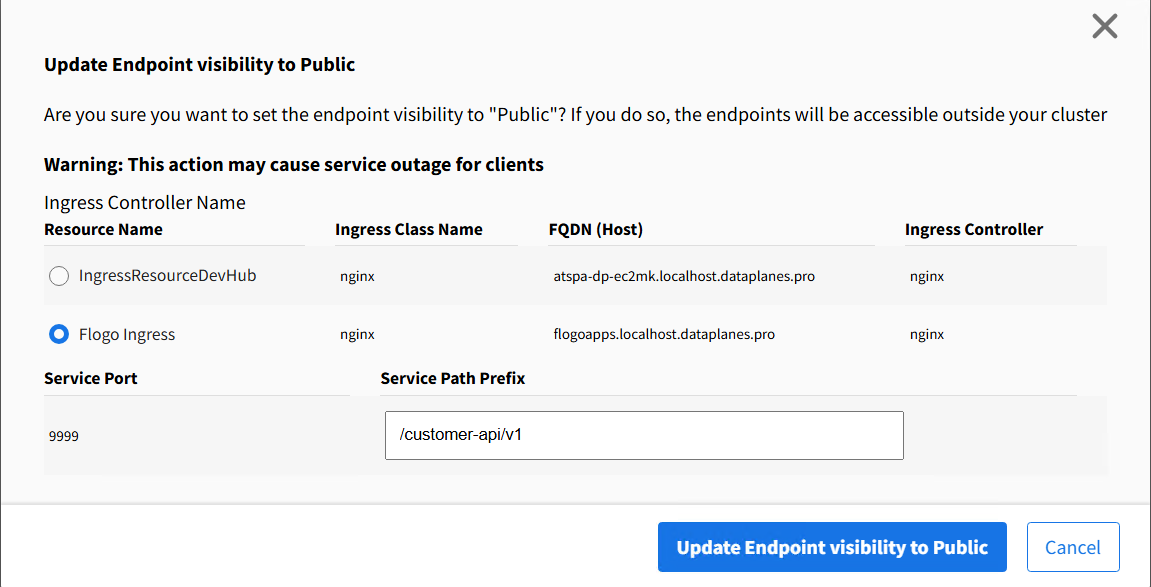 Update Endpoint visibility to Public
Are you sure you want to set the endpoint visibility to "Public"? If you do so, the endpoints will be accessible outside your cluster
Warning: This action may cause service outage for clients
Ingress Controller Name
Resource Name Ingress Class Name FQDN (Host) Ingress Controller
IngressResourceDevHub nginx atspa-dp-ec2mk.localhost.dataplanes.pro nginx
Flogo Ingress nginx flogoapps.localhost.dataplanes.pro nginx
Service Port Service Path Prefix
9999 /customer-api/v1
Update Endpoint visibility to Public Cancel